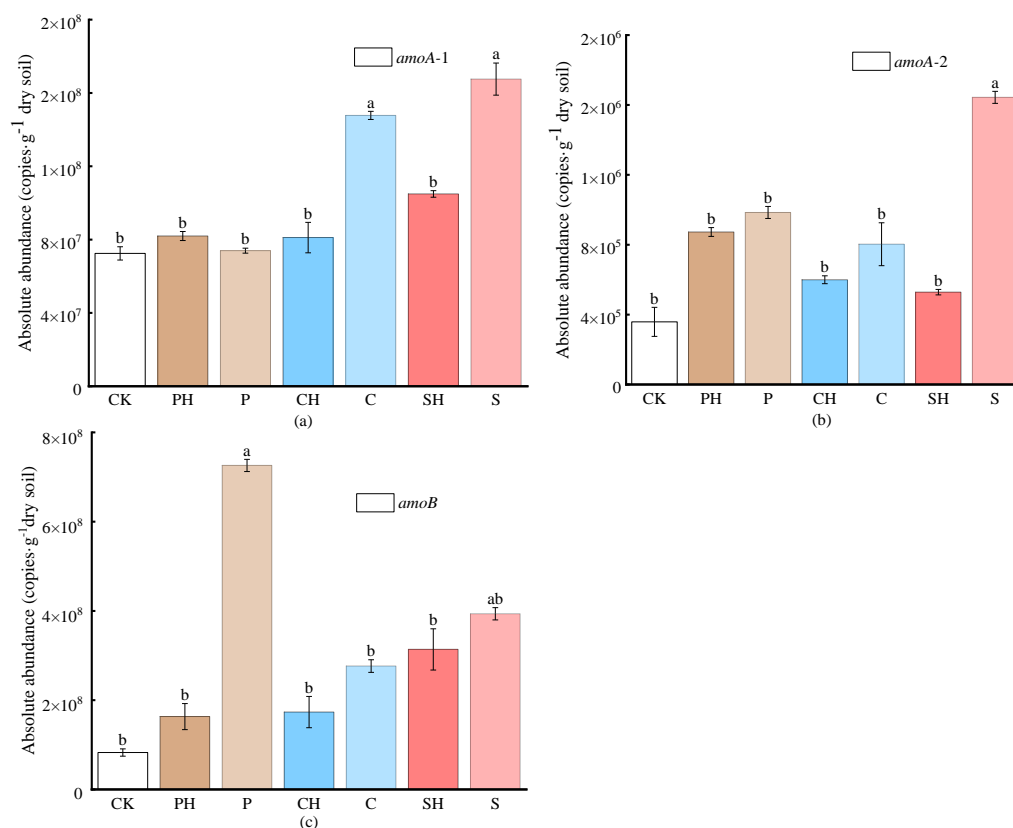 Absolute abundance (copies·g⁻¹ dry soil)
2×10⁸
2×10⁸
1×10⁸
8×10⁷
4×10⁷
0
amoA-1
b
b
b
b
a
b
a
CK PH P CH C SH S
(a)
Absolute abundance (copies·g⁻¹ dry soil)
2×10⁶
2×10⁶
1×10⁶
8×10⁵
4×10⁵
0
amoA-2
b
b
b
b
b
b
a
CK PH P CH C SH S
(b)
Absolute abundance (copies·g⁻¹dry soil)
8×10⁸
6×10⁸
4×10⁸
2×10⁸
0
amoB
b
b
a
b
b
b
ab
CK PH P CH C SH S
(c)